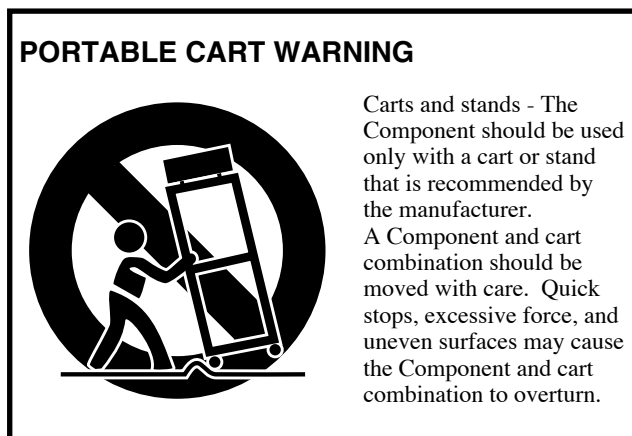 PORTABLE CART WARNING
Carts and stands - The
Component should be used
only with a cart or stand
that is recommended by
the manufacturer.
A Component and cart
combination should be
moved with care.  Quick
stops, excessive force, and
uneven surfaces may cause
the Component and cart
combination to overturn.